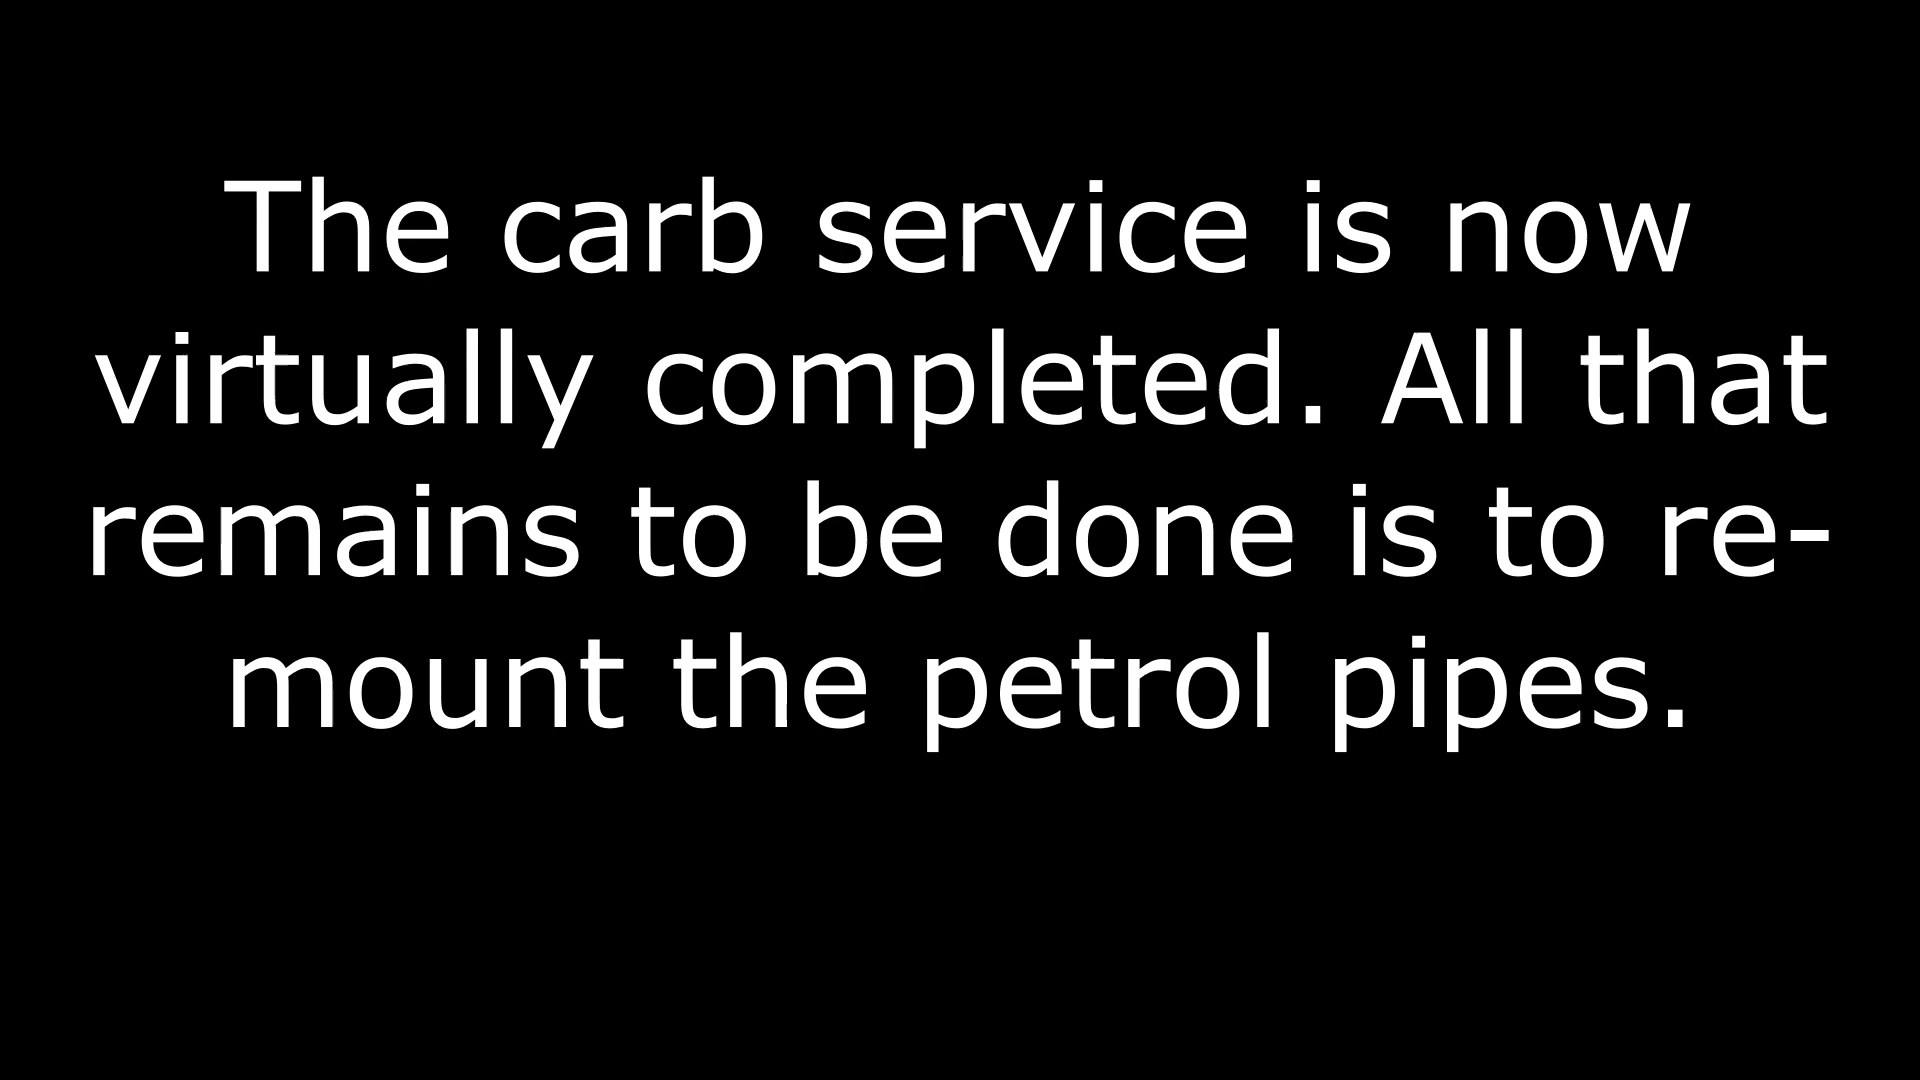 The carb service is now
virtually completed. All that
remains to be done is to re-
mount the petrol pipes.